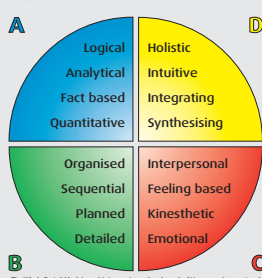 A
D
Logical
Analytical
Fact based
Quantitative
Holistic
Intuitive
Integrating
Synthesising
Organised
Sequential
Planned
Detailed
Interpersonal
Feeling based
Kinesthetic
Emotional
B
C